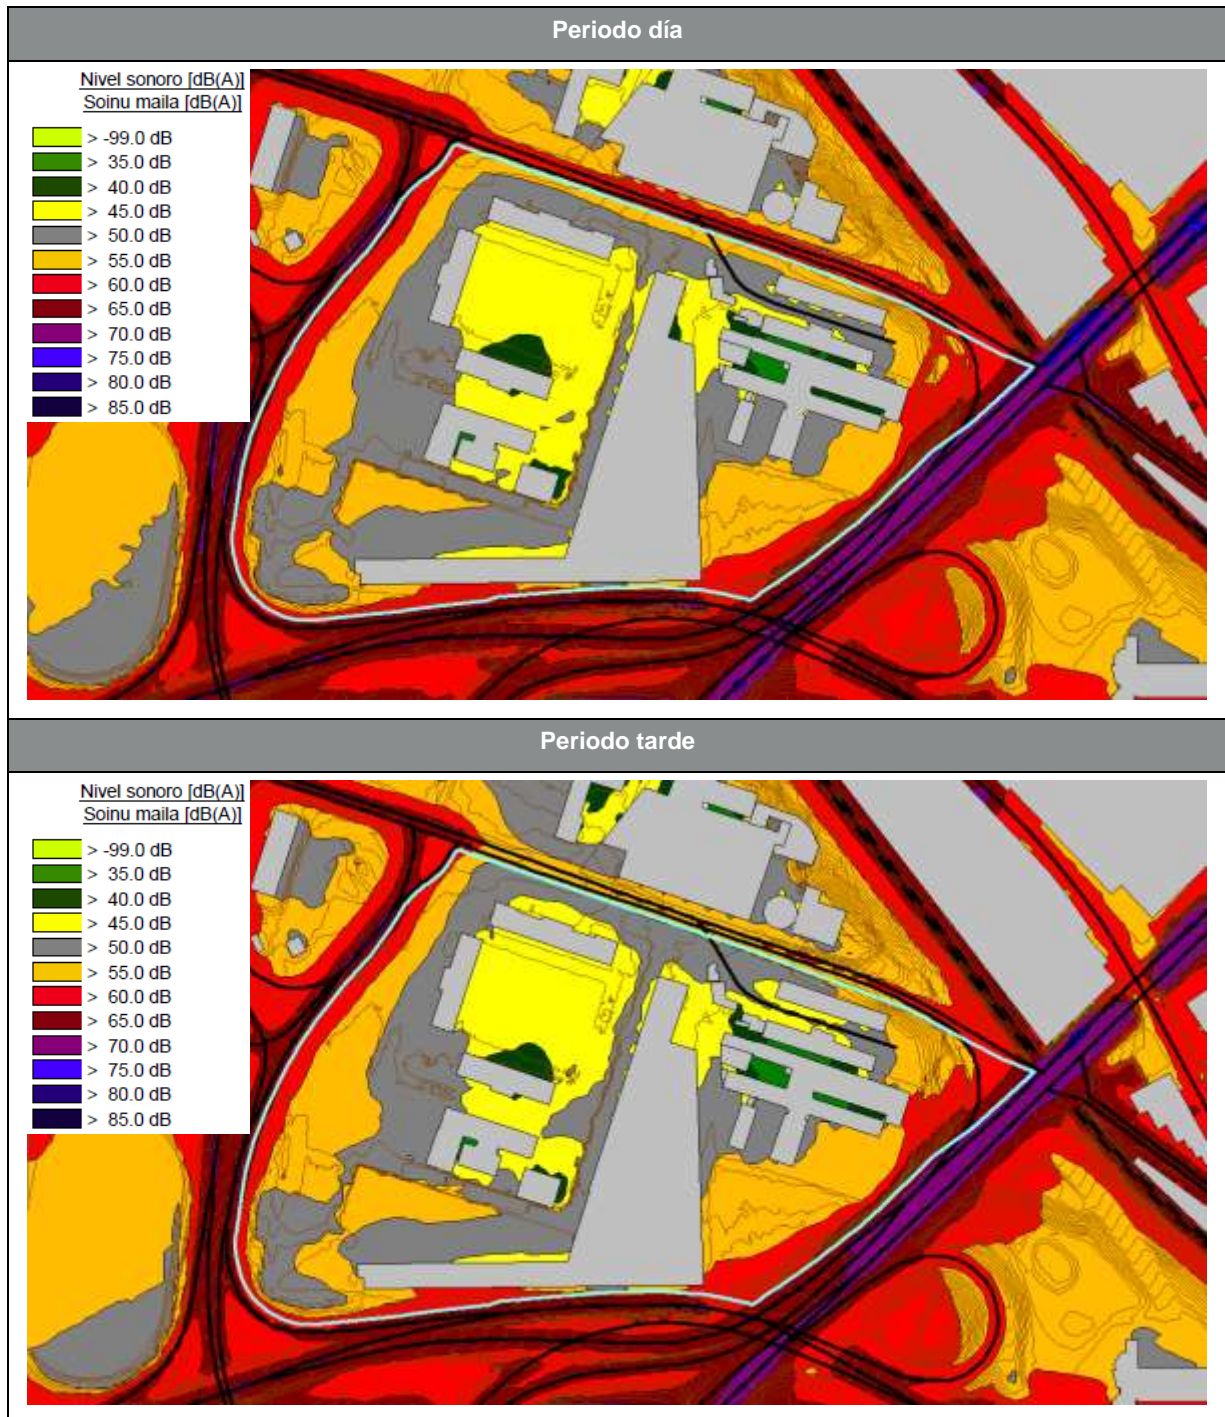 Periodo día
Nivel sonoro [dB(A)]
Soinu maila [dB(A)]
> -99.0 dB
> 35.0 dB
> 40.0 dB
> 45.0 dB
> 50.0 dB
> 55.0 dB
> 60.0 dB
> 65.0 dB
> 70.0 dB
> 75.0 dB
> 80.0 dB
> 85.0 dB
Periodo tarde
Nivel sonoro [dB(A)]
Soinu maila [dB(A)]
> -99.0 dB
> 35.0 dB
> 40.0 dB
> 45.0 dB
> 50.0 dB
> 55.0 dB
> 60.0 dB
> 65.0 dB
> 70.0 dB
> 75.0 dB
> 80.0 dB
> 85.0 dB